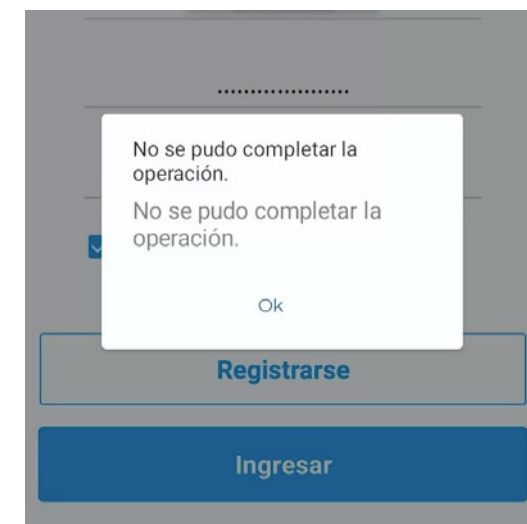 ....................
No se pudo completar la
operación.
No se pudo completar la
operación.
Ok
Registrarse
Ingresar